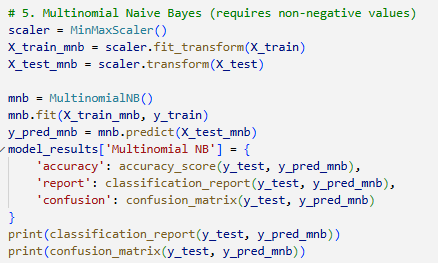 # 5. Multinomial Naive Bayes (requires non-negative values)
scaler = MinMaxScaler()
X_train_mnb = scaler.fit_transform(X_train)
X_test_mnb = scaler.transform(X_test)

mnb = MultinomialNB()
mnb.fit(X_train_mnb, y_train)
y_pred_mnb = mnb.predict(X_test_mnb)
model_results['Multinomial NB'] = {
    'accuracy': accuracy_score(y_test, y_pred_mnb),
    'report': classification_report(y_test, y_pred_mnb),
    'confusion': confusion_matrix(y_test, y_pred_mnb)
}
print(classification_report(y_test, y_pred_mnb))
print(confusion_matrix(y_test, y_pred_mnb))